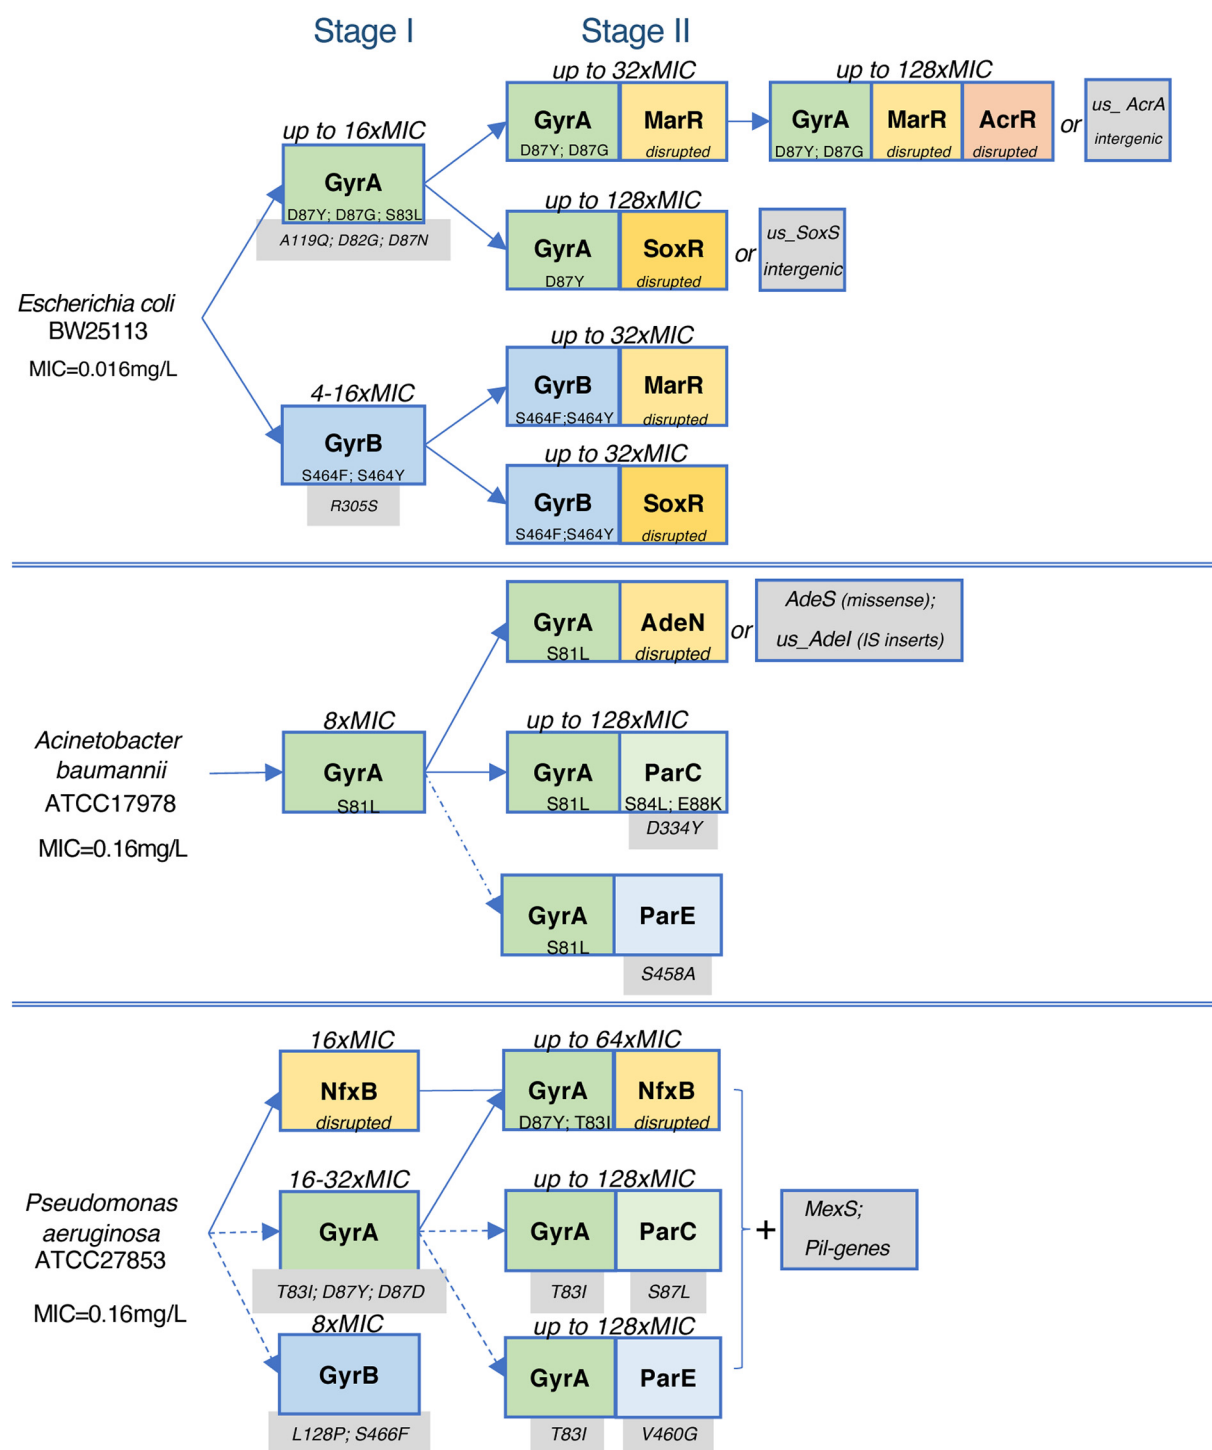 Stage I
Stage II
up to 32xMIC
up to 128xMIC
GyrA
MarR
GyrA
MarR
AcrR
or
us_ AcrA
intergenic
D87Y; D87G
disrupted
D87Y; D87G
disrupted
disrupted
up to 16xMIC
GyrA
D87Y; D87G; S83L
A119Q; D82G; D87N
up to 128xMIC
GyrA
SoxR
or
us_SoxS
intergenic
D87Y
disrupted
Escherichia coli
BW25113
MIC=0.016mg/L
up to 32xMIC
GyrB
MarR
S464F;S464Y
disrupted
4-16xMIC
GyrB
S464F; S464Y
R305S
up to 32xMIC
GyrB
SoxR
S464F;S464Y
disrupted
GyrA
AdeN
or
AdeS (missense);
us_AdeI (IS inserts)
S81L
disrupted
Acinetobacter
baumannii
ATCC17978
MIC=0.16mg/L
8xMIC
GyrA
S81L
up to 128xMIC
GyrA
ParC
S81L
S84L; E88K
D334Y
GyrA
ParE
S81L
S458A
16xMIC
NfxB
disrupted
up to 64xMIC
GyrA
NfxB
D87Y; T83I
disrupted
Pseudomonas
aeruginosa
ATCC27853
MIC=0.16mg/L
16-32xMIC
GyrA
T83I; D87Y; D87D
up to 128xMIC
GyrA
ParC
T83I
S87L
+
MexS;
Pil-genes
8xMIC
GyrB
L128P; S466F
up to 128xMIC
GyrA
ParE
T83I
V460G